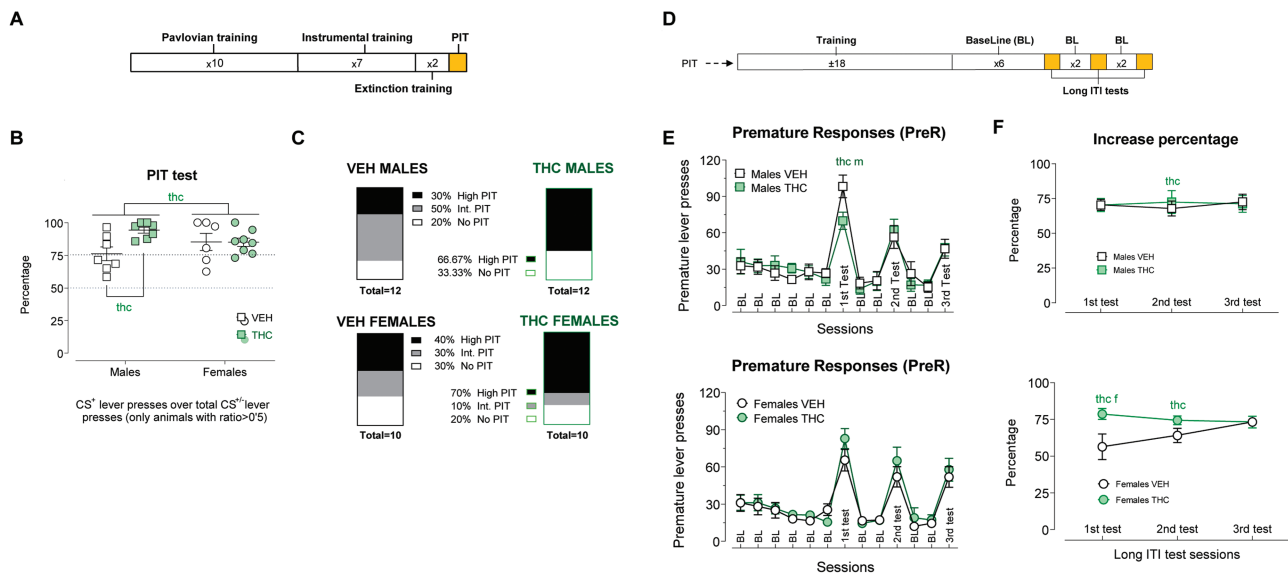 A
Pavlovian training
Instrumental training
PIT
x10
x7
x2
Extinction training
B
PIT test
thc
Percentage
100
75
50
25
0
thc
VEH
THC
Males
Females
CS+ lever presses over total CS+/- lever
presses (only animals with ratio>0'5)
C
VEH MALES
30% High PIT
50% Int. PIT
20% No PIT
Total=12
THC MALES
66.67% High PIT
33.33% No PIT
Total=12
VEH FEMALES
40% High PIT
30% Int. PIT
30% No PIT
Total=10
THC FEMALES
70% High PIT
10% Int. PIT
20% No PIT
Total=10
D
PIT
Training
BaseLine (BL)
BL
BL
±18
x6
x2
x2
Long ITI tests
E
Premature Responses (PreR)
Premature lever presses
120
90
60
30
0
Males VEH
Males THC
thc m
BL
BL
BL
BL
BL
BL
1st Test
BL
BL
2nd Test
BL
BL
3rd Test
Sessions
Premature Responses (PreR)
Premature lever presses
120
90
60
30
0
Females VEH
Females THC
BL
BL
BL
BL
BL
BL
1st test
BL
BL
2nd test
BL
BL
3rd test
Sessions
F
Increase percentage
Percentage
100
75
50
25
0
thc
Males VEH
Males THC
1st test
2nd test
3rd test
Percentage
100
75
50
25
0
thc f
thc
Females VEH
Females THC
1st test
2nd test
3rd test
Long ITI test sessions